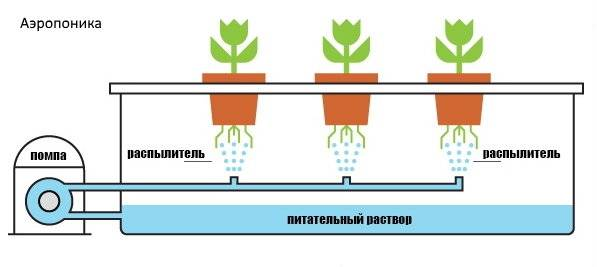 Аэропоника
помпа
распылитель
распылитель
питательный раствор